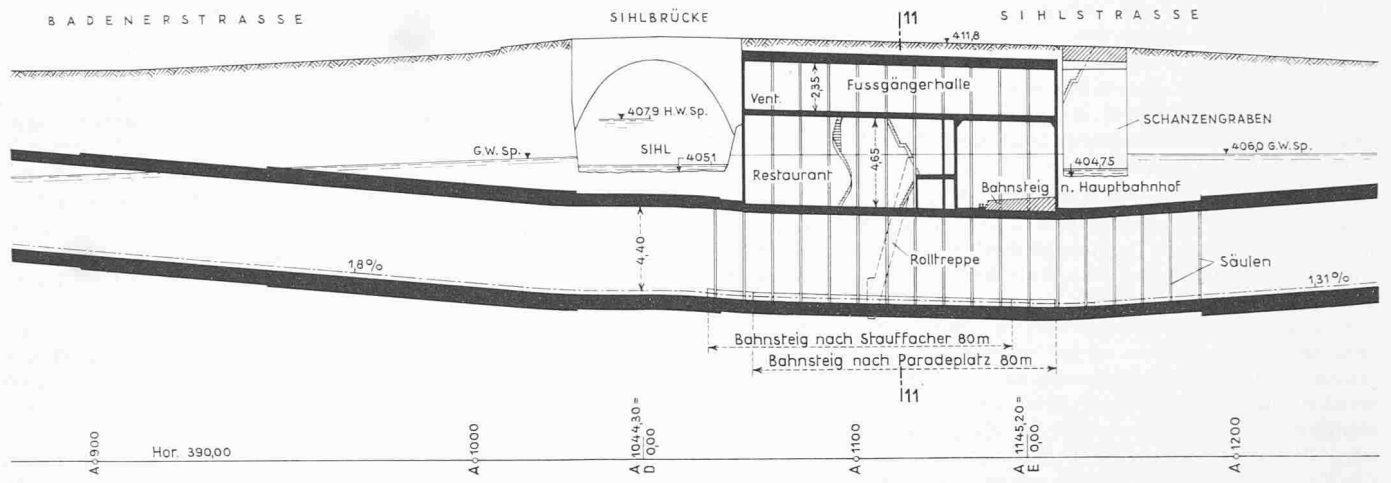 BADENERSTRASSE
SIHLBRÜCKE
SIHLSTRASSE
11
411,8
Fussgängerhalle
2,35
Vent.
407,9 H.W.Sp.
SCHANZENGRABEN
SIHL
G.W. Sp.
405,1
4,65
406,0 G.W.Sp.
404,75
Restaurant
Bahnsteig n. Hauptbahnhof
4,40
Rolltreppe
Säulen
1,8%
1,31%
Bahnsteig nach Stauffacher 80m
Bahnsteig nach Paradeplatz 80m
11
Hor. 390,00
A 900
A 1000
A 1044,30 =
D 0,00
A 1100
A 1145,20 =
E 0,00
A 1200